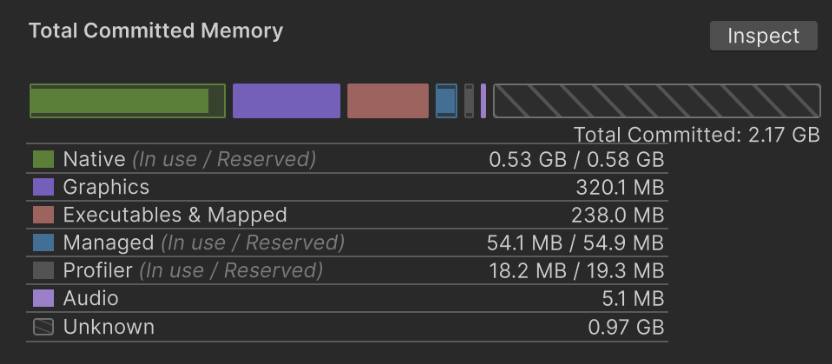 Total Committed Memory
Inspect
Total Committed: 2.17 GB
Native (In use / Reserved) 0.53 GB / 0.58 GB
Graphics 320.1 MB
Executables & Mapped 238.0 MB
Managed (In use / Reserved) 54.1 MB / 54.9 MB
Profiler (In use / Reserved) 18.2 MB / 19.3 MB
Audio 5.1 MB
Unknown 0.97 GB